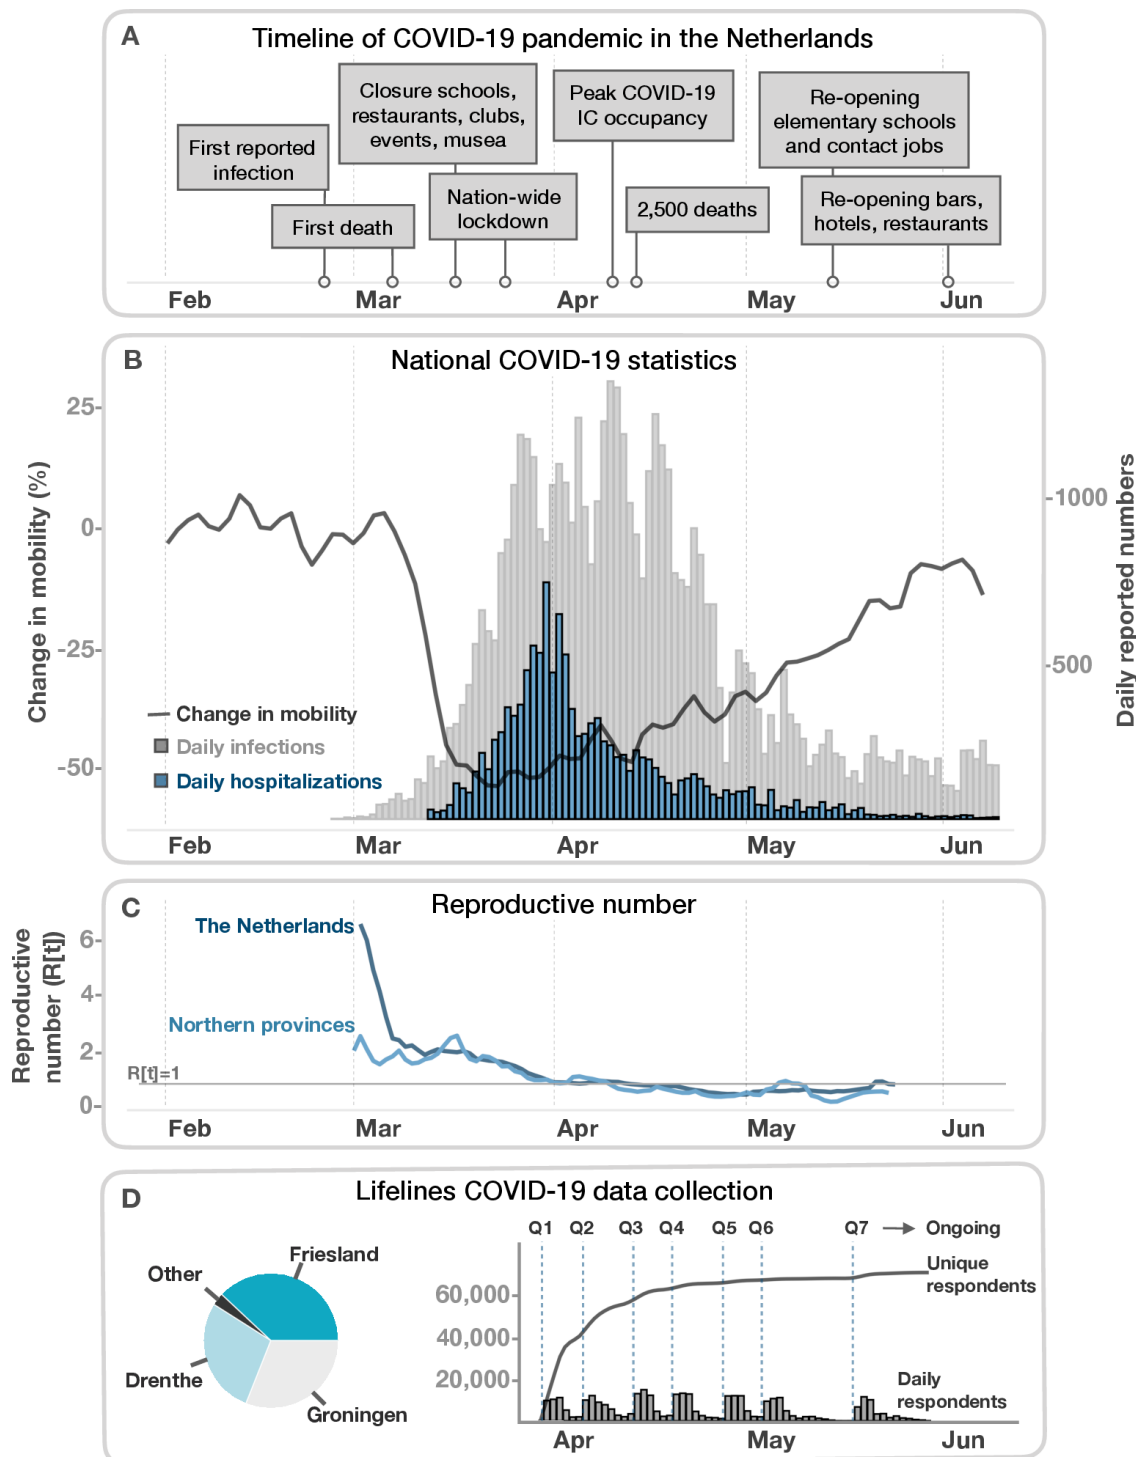 A
Timeline of COVID-19 pandemic in the Netherlands
First reported
infection
First death
Closure schools,
restaurants, clubs,
events, musea
Nation-wide
lockdown
Peak COVID-19
IC occupancy
2,500 deaths
Re-opening
elementary schools
and contact jobs
Re-opening bars,
hotels, restaurants
Feb Mar Apr May Jun
B
National COVID-19 statistics
Change in mobility (%)
25-
0-
-25-
-50-
Daily reported numbers
-1000
-500
Change in mobility
Daily infections
Daily hospitalizations
Feb Mar Apr May Jun
C
Reproductive number
Reproductive
number (R[t])
6-
4-
2-
0-
The Netherlands
Northern provinces
R[t]=1
Feb Mar Apr May Jun
D
Lifelines COVID-19 data collection
Friesland
Other
Drenthe
Groningen
Q1 Q2 Q3 Q4 Q5 Q6 Q7 → Ongoing
60,000
40,000
20,000
Unique
respondents
Daily
respondents
Apr May Jun